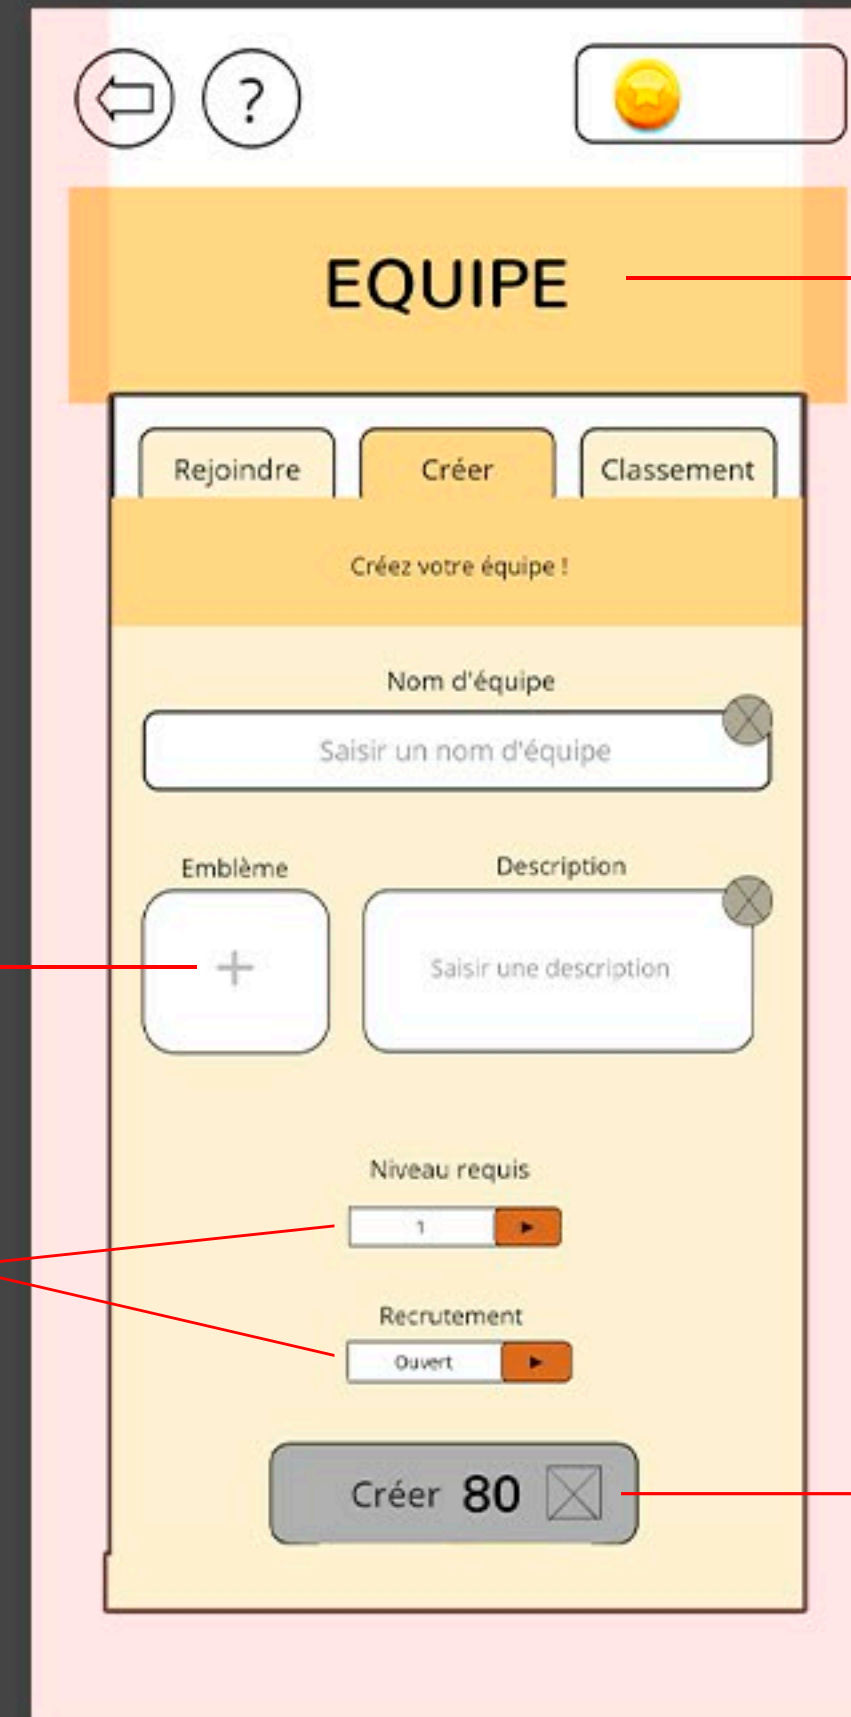 ?
EQUIPE
Rejoindre
Créer
Classement
Créez votre équipe !
Nom d'équipe
Saisir un nom d'équipe
Emblème
Description
+
Saisir une description
Niveau requis
1
Recrutement
Ouvert
Créer 80